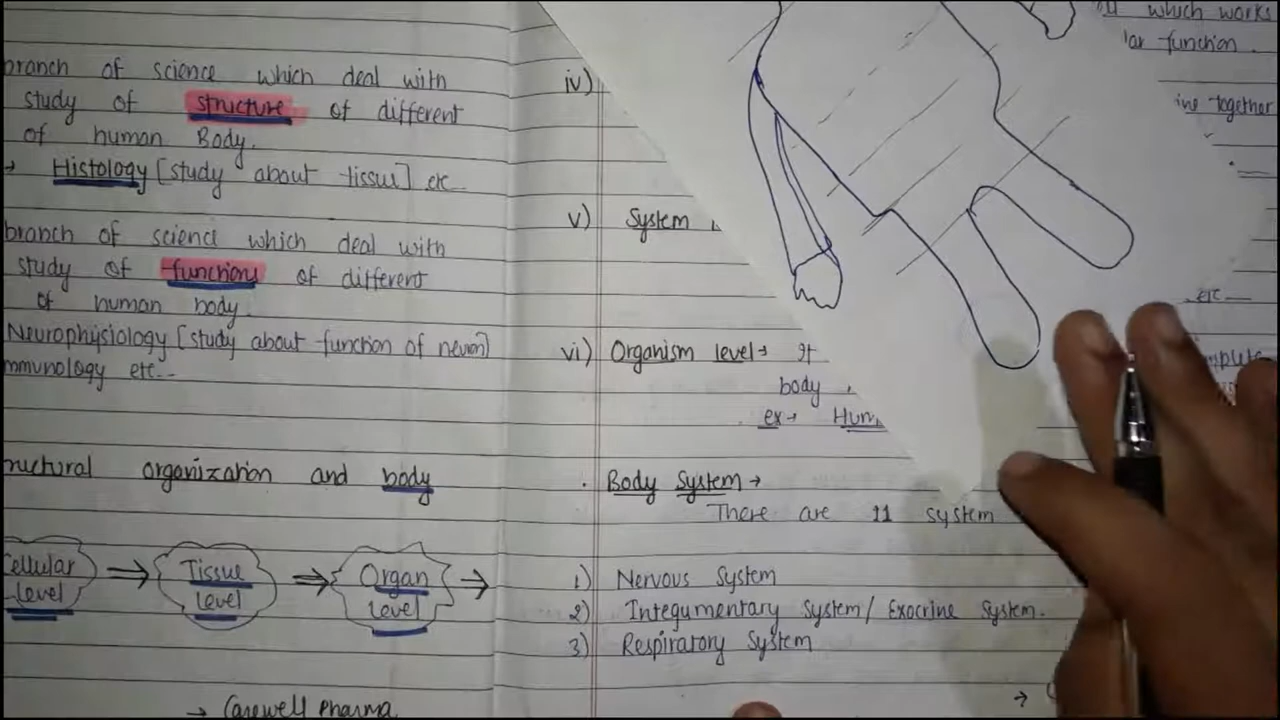 branch of science which deal with
study of structure of different
of human Body.
→ Histology [study about tissue] etc
branch of science which deal with
study of functions of different
of human body.
Neurophysiology [study about function of neuron]
mmunology etc..
ructural organization and body
Cellular level ⇒ Tissue level ⇒ Organ level →
→ Carewell Pharma
iv)
v) System
vi) Organism level → It
body
ex → Hum
. Body System →
There are 11 system
1) Nervous System
2) Integumentary System / Exocrine System.
3) Respiratory System
→
which works
lar function.
ine together
etc
mplete